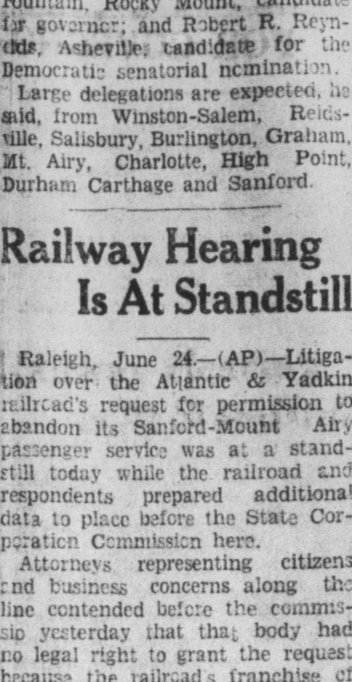 Fountain, Rocky Mount, candidate
for governor; and Robert R. Reyn-
olds, Asheville, candidate for the
Democratic senatorial nomination.
Large delegations are expected, he
said, from Winston-Salem, Reids-
ville, Salisbury, Burlington, Graham,
Mt. Airy, Charlotte, High Point,
Durham Carthage and Sanford.
Railway Hearing
Is At Standstill
Raleigh, June 24.—(AP)—Litiga-
tion over the Atlantic & Yadkin
railroad's request for permission to
abandon its Sanford-Mount Airy
passenger service was at a stand-
still today while the railroad and
respondents prepared additional
data to place before the State Cor-
poration Commission here.
Attorneys representing citizens
and business concerns along the
line contended before the commis-
sio yesterday that that body had
no legal right to grant the request
because the railroad's franchise of